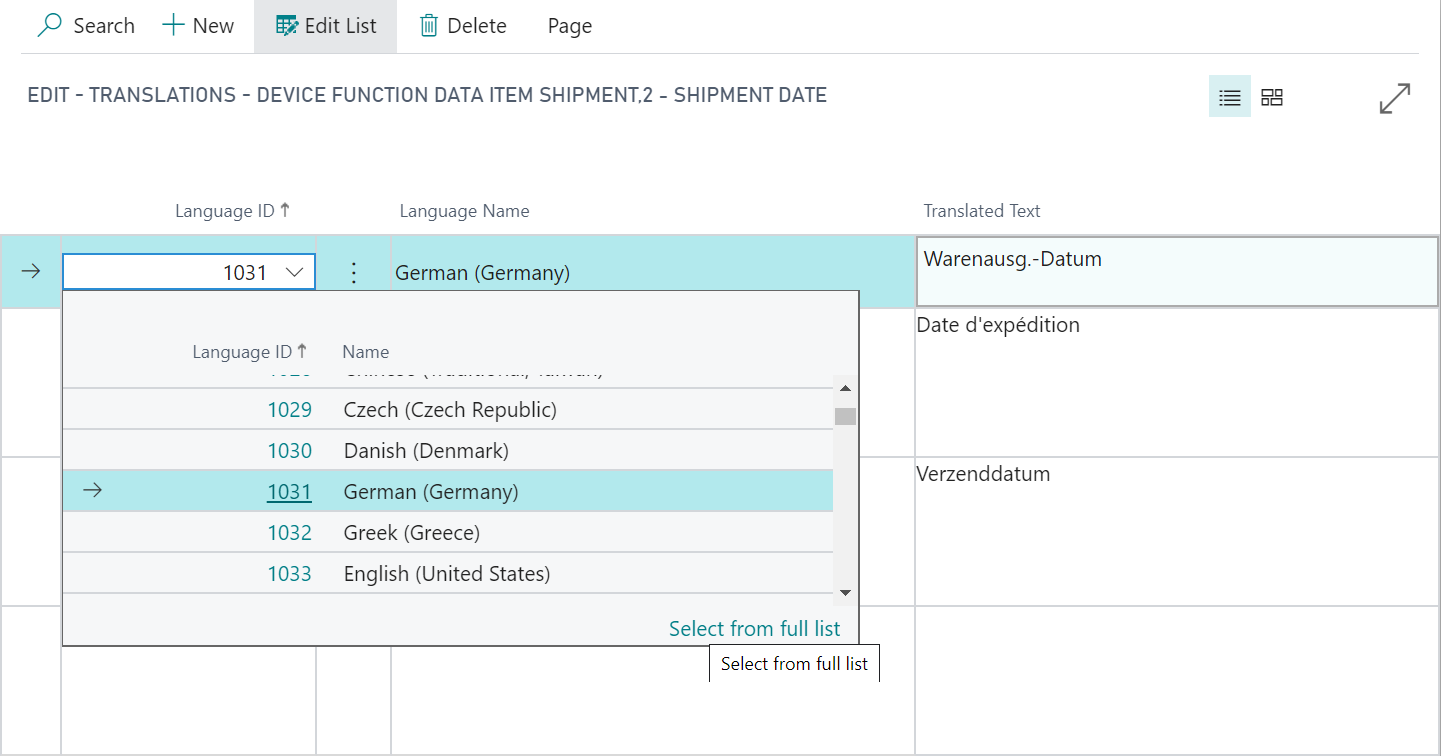 Search New Edit List Delete Page
EDIT - TRANSLATIONS - DEVICE FUNCTION DATA ITEM SHIPMENT,2 - SHIPMENT DATE
Language ID ↑ Language Name Translated Text
1031 German (Germany) Warenausg.-Datum
Date d'expédition
Language ID ↑ Name
1029 Czech (Czech Republic)
1030 Danish (Denmark)
1031 German (Germany)
Verzenddatum
1032 Greek (Greece)
1033 English (United States)
Select from full list
Select from full list